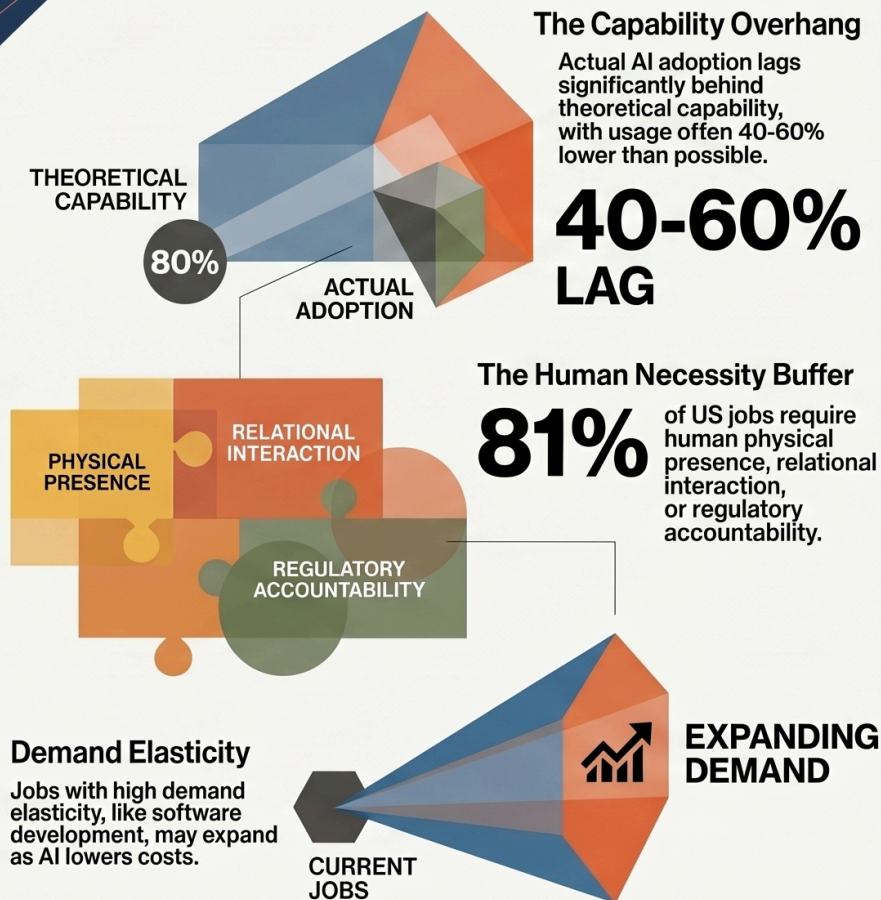 The Capability Overhang
Actual AI adoption lags
significantly behind
theoretical capability,
with usage offen 40-60%
lower than possible.
40-60%
LAG
THEORETICAL
CAPABILITY
80%
ACTUAL
ADOPTION
The Human Necessity Buffer
81%
of US jobs require
human physical
presence, relational
interaction,
or regulatory
accountability.
PHYSICAL
PRESENCE
RELATIONAL
INTERACTION
REGULATORY
ACCOUNTABILITY
Demand Elasticity
Jobs with high demand
elasticity, like software
development, may expand
as AI lowers costs.
CURRENT
JOBS
EXPANDING
DEMAND